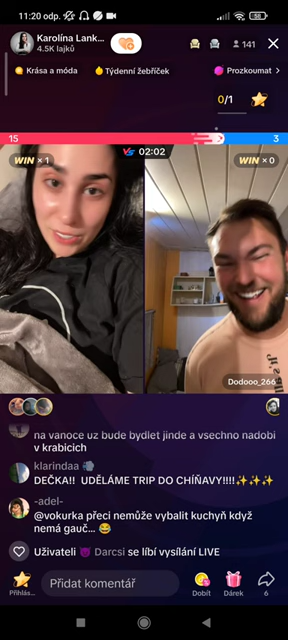 11:20 odp.
56
Karolína Lank...
4.5K lajků
141
Krása a móda
Týdenní žebříček
Prozkoumat >
0/1
15
3
WIN × 1
VS 02:02
WIN × 0
Dodooo_266
na vanoce uz bude bydlet jinde a vsechno nadobi
v krabicich
klarindaa 💨
DEČKA!! UDĚLÁME TRIP DO CHÍŇAVY!!!!✨✨✨
-adel-
@vokurka přeci nemůže vybalit kuchyň když
nemá gauč... 😂
Uživateli 😈 Darcsi se líbí vysílání LIVE
Přihlás...
Přidat komentář
Dobít
Dárek
6